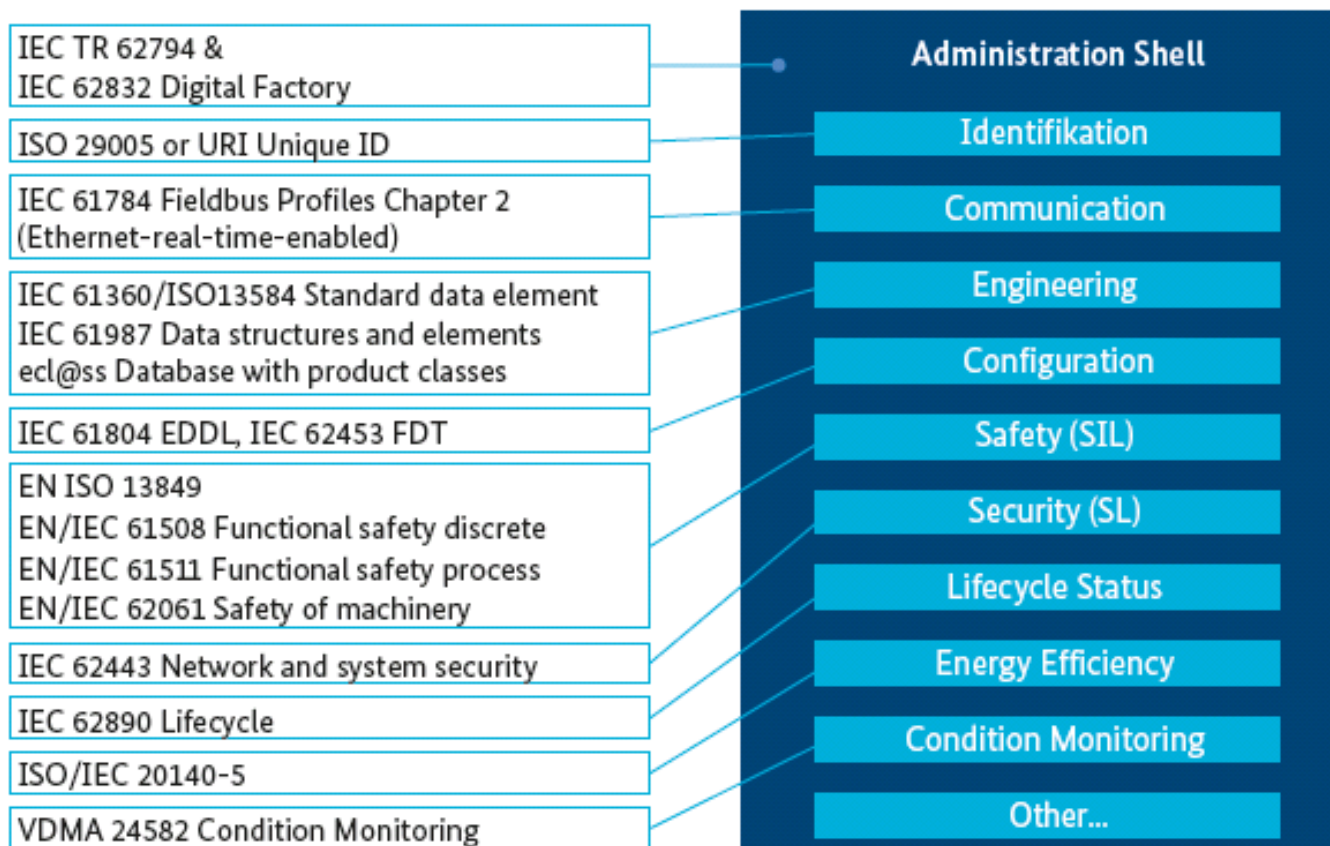 IEC TR 62794 &
IEC 62832 Digital Factory
ISO 29005 or URI Unique ID
IEC 61784 Fieldbus Profiles Chapter 2
(Ethernet-real-time-enabled)
IEC 61360/ISO13584 Standard data element
IEC 61987 Data structures and elements
ecl@ss Database with product classes
IEC 61804 EDDL, IEC 62453 FDT
EN ISO 13849
EN/IEC 61508 Functional safety discrete
EN/IEC 61511 Functional safety process
EN/IEC 62061 Safety of machinery
IEC 62443 Network and system security
IEC 62890 Lifecycle
ISO/IEC 20140-5
VDMA 24582 Condition Monitoring
Administration Shell
Identifikation
Communication
Engineering
Configuration
Safety (SIL)
Security (SL)
Lifecycle Status
Energy Efficiency
Condition Monitoring
Other...